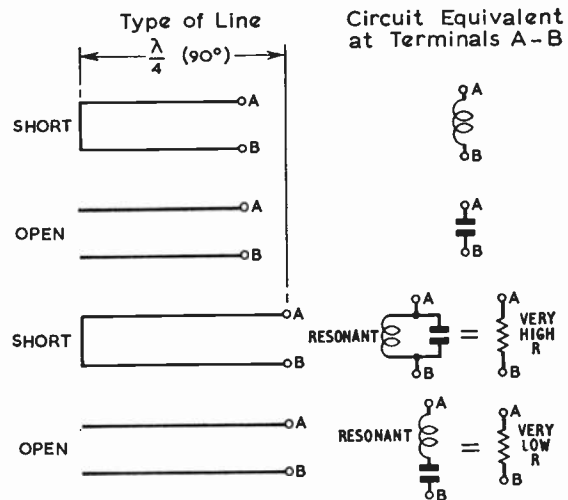 Type of Line
Circuit Equivalent
at Terminals A-B
λ/4 (90°)
SHORT
A
B
A
B
OPEN
A
B
A
B
SHORT
A
B
RESONANT
A
B
=
A
B
VERY
HIGH
R
OPEN
A
B
RESONANT
A
B
=
A
B
VERY
LOW
R